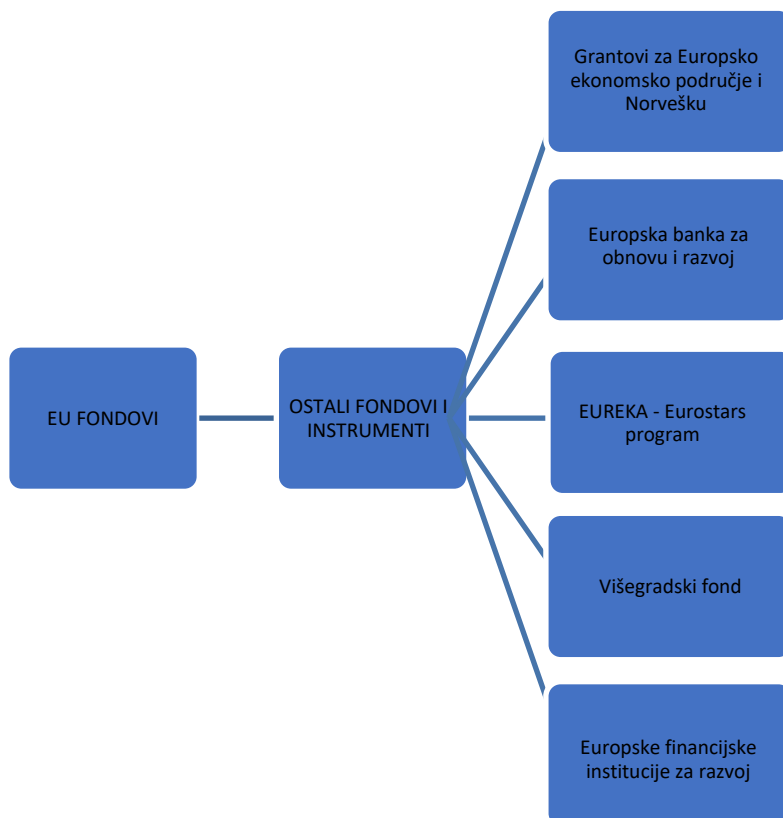 Grantovi za Europsko
ekonomsko područje i
Norvešku
Europska banka za
obnovu i razvoj
EU FONDOVI
OSTALI FONDOVI I
INSTRUMENTI
EUREKA - Eurostars
program
Višegradski fond
Europske financijske
institucije za razvoj